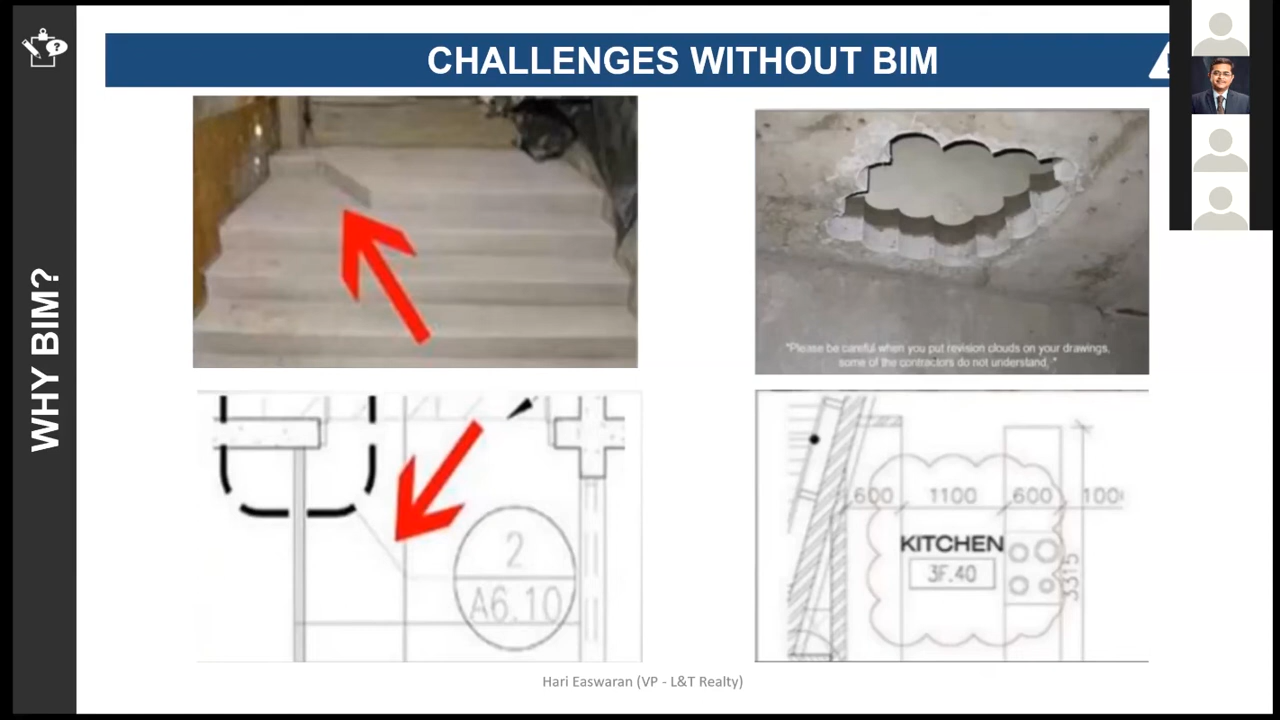 CHALLENGES WITHOUT BIM
WHY BIM?
"Please be careful when you put revision clouds on your drawings,
some of the contractors do not understand,."
2
A6.10
600 1100 600 100
KITCHEN
3F.40
3315
Hari Easwaran (VP - L&T Realty)